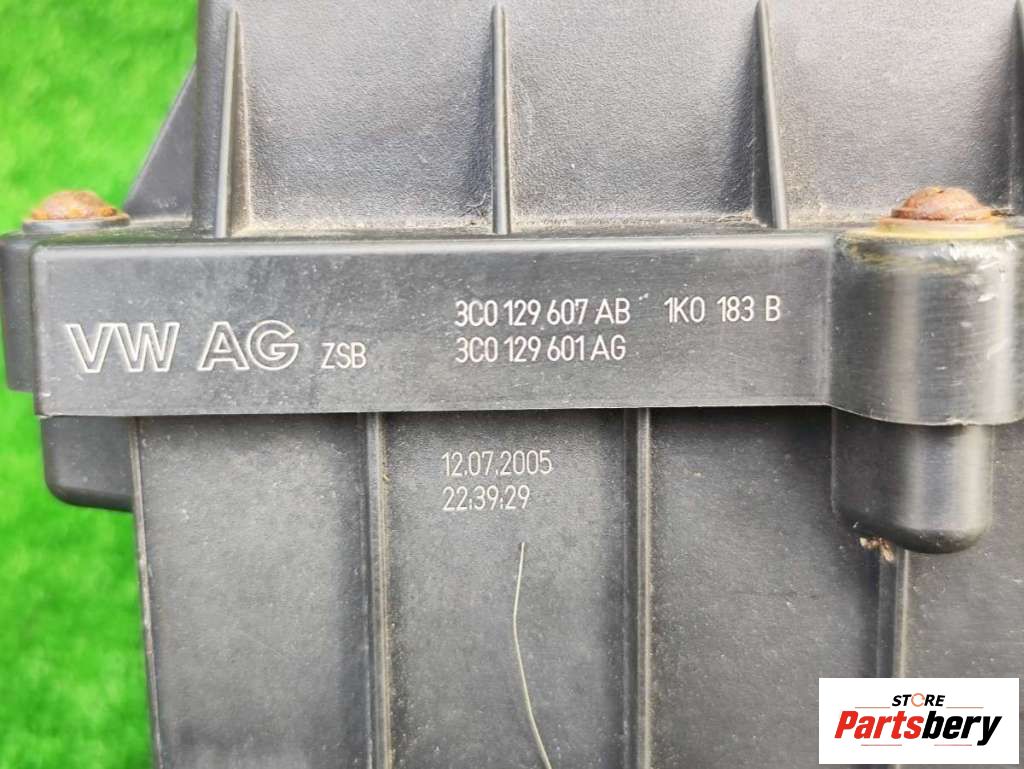 3C0 129 607 AB 1K0 183 B
VW AG ZSB 3C0 129 601 AG
12.07.2005
22:39:29
STORE
Partsbery